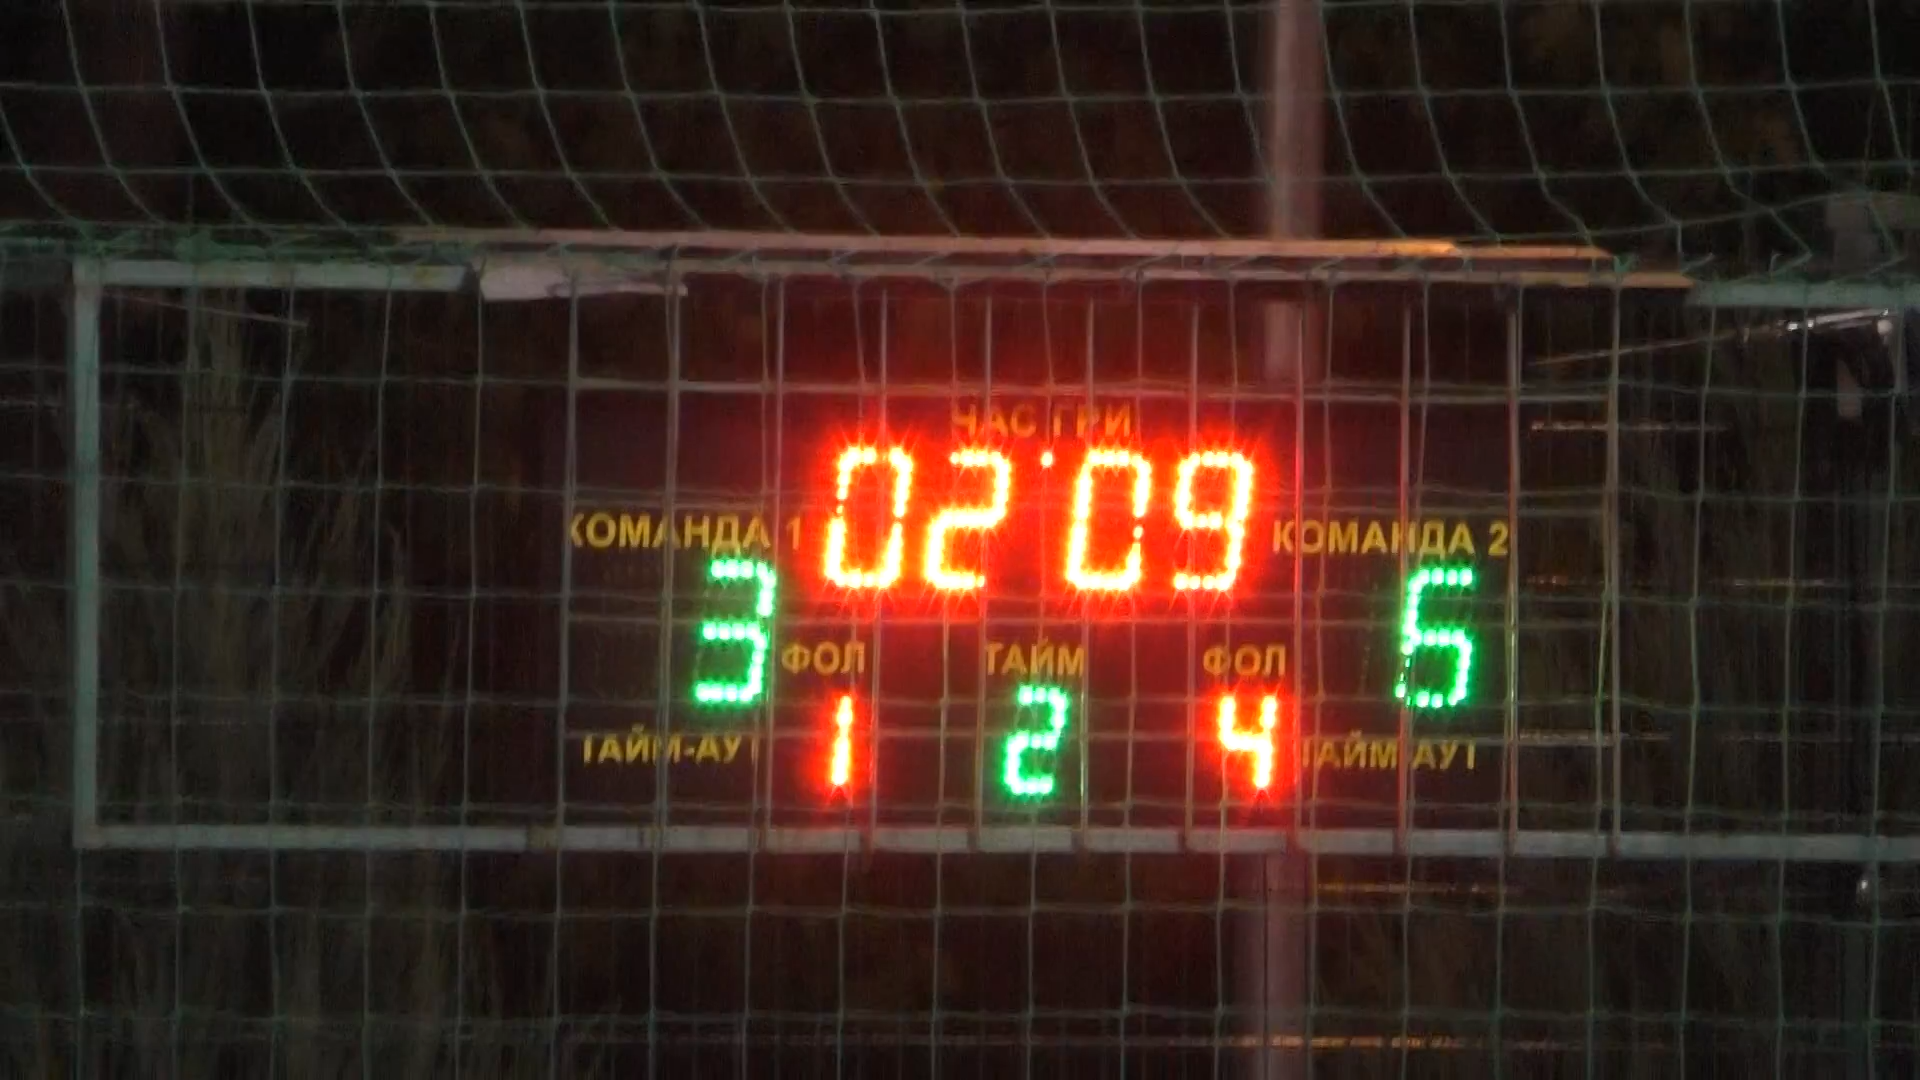 ЧАС ГРИ
02:09
КОМАНДА 1
КОМАНДА 2
3
6
ФОЛ
ТАЙМ
ФОЛ
1
2
4
ТАЙМ-АУТ
ТАЙМ-АУТ